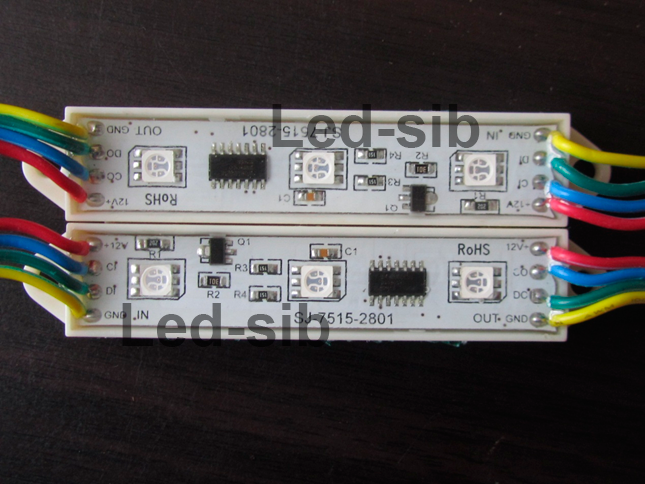 GND OUT SJ-7515-2801 IN GND
DO R4 R2 DI
CO R3 CI
12V+ RoHS C1 Q1 R1 +12V
Led-sib
+12V R1 Q1 C1 RoHS 12V+
CI R3 CO
DI R2 R4 DO
GND IN SJ-7515-2801 OUT GND
Led-sib